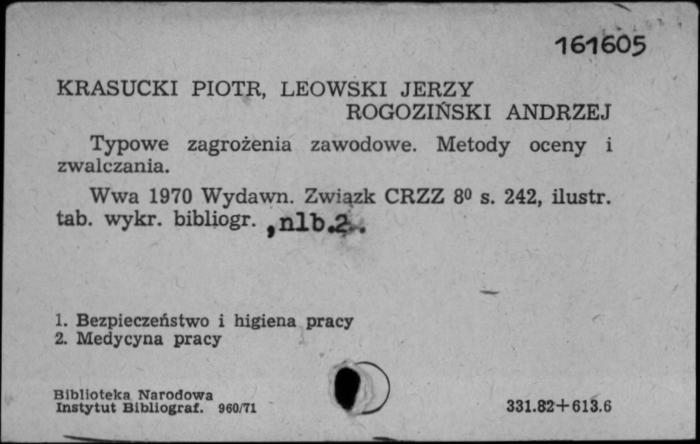 161605
KRASUCKI PIOTR, LEOWSKI JERZY
ROGOZIŃSKI ANDRZEJ
Typowe zagrożenia zawodowe. Metody oceny i
zwalczania.
Wwa 1970 Wydawn. Związk CRZZ 8⁰ s. 242, ilustr.
tab. wykr. bibliogr. , nlb.2.
1. Bezpieczeństwo i higiena pracy
2. Medycyna pracy
Biblioteka Narodowa
Instytut Bibliograf. 960/71
331.82+613.6